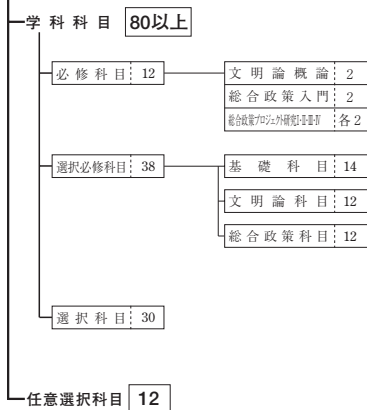 学科科目 80以上
必修科目 12
文明論概論 2
総合政策入門 2
総合政策プロジェクト研究I・II・III・IV 各2
選択必修科目 38
基礎科目 14
文明論科目 12
総合政策科目 12
選択科目 30
任意選択科目 12